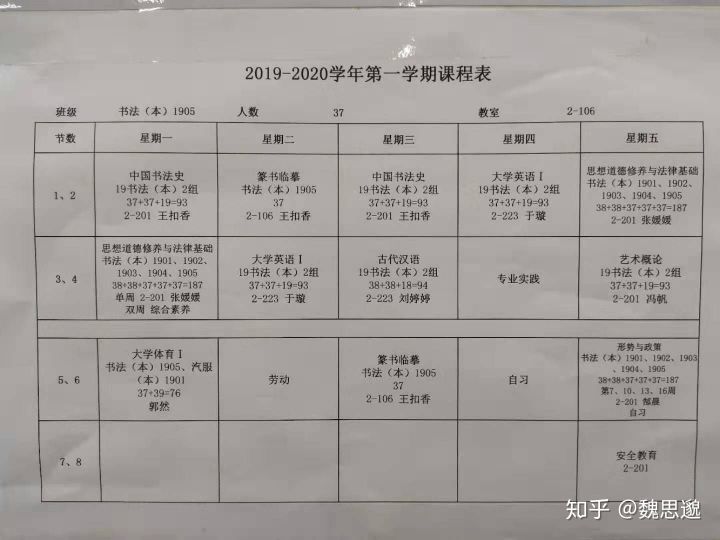 2019-2020学年第一学期课程表
班级 书法（本）1905 人数 37 教室 2-106
节数 星期一 星期二 星期三 星期四 星期五
1、2
中国书法史
19书法（本）2组
37+37+19=93
2-201 王扣香
篆书临摹
书法（本）1905
37
2-106 王扣香
中国书法史
19书法（本）2组
37+37+19=93
2-201 王扣香
大学英语Ⅰ
19书法（本）2组
37+37+19=93
2-223 于璇
思想道德修养与法律基础
书法（本）1901、1902、
1903、1904、1905
38+38+37+37+37=187
2-201 张媛媛
3、4
思想道德修养与法律基础
书法（本）1901、1902、
1903、1904、1905
38+38+37+37+37=187
单周 2-201 张媛媛
双周 综合素养
大学英语Ⅰ
19书法（本）2组
37+37+19=93
2-223 于璇
古代汉语
19书法（本）2组
38+38+18=94
2-223 刘婷婷
专业实践
艺术概论
19书法（本）2组
37+37+19=93
2-201 冯帆
5、6
大学体育Ⅰ
书法（本）1905、汽服
（本）1901
37+39=76
郭然
劳动
篆书临摹
书法（本）1905
37
2-106 王扣香
自习
形势与政策
书法（本）1901、1902、1903
、1904、1905
38+38+37+37+37=187
第7、10、13、16周
2-201 郜晨
自习
7、8
安全教育
2-201
知乎 @魏思邈